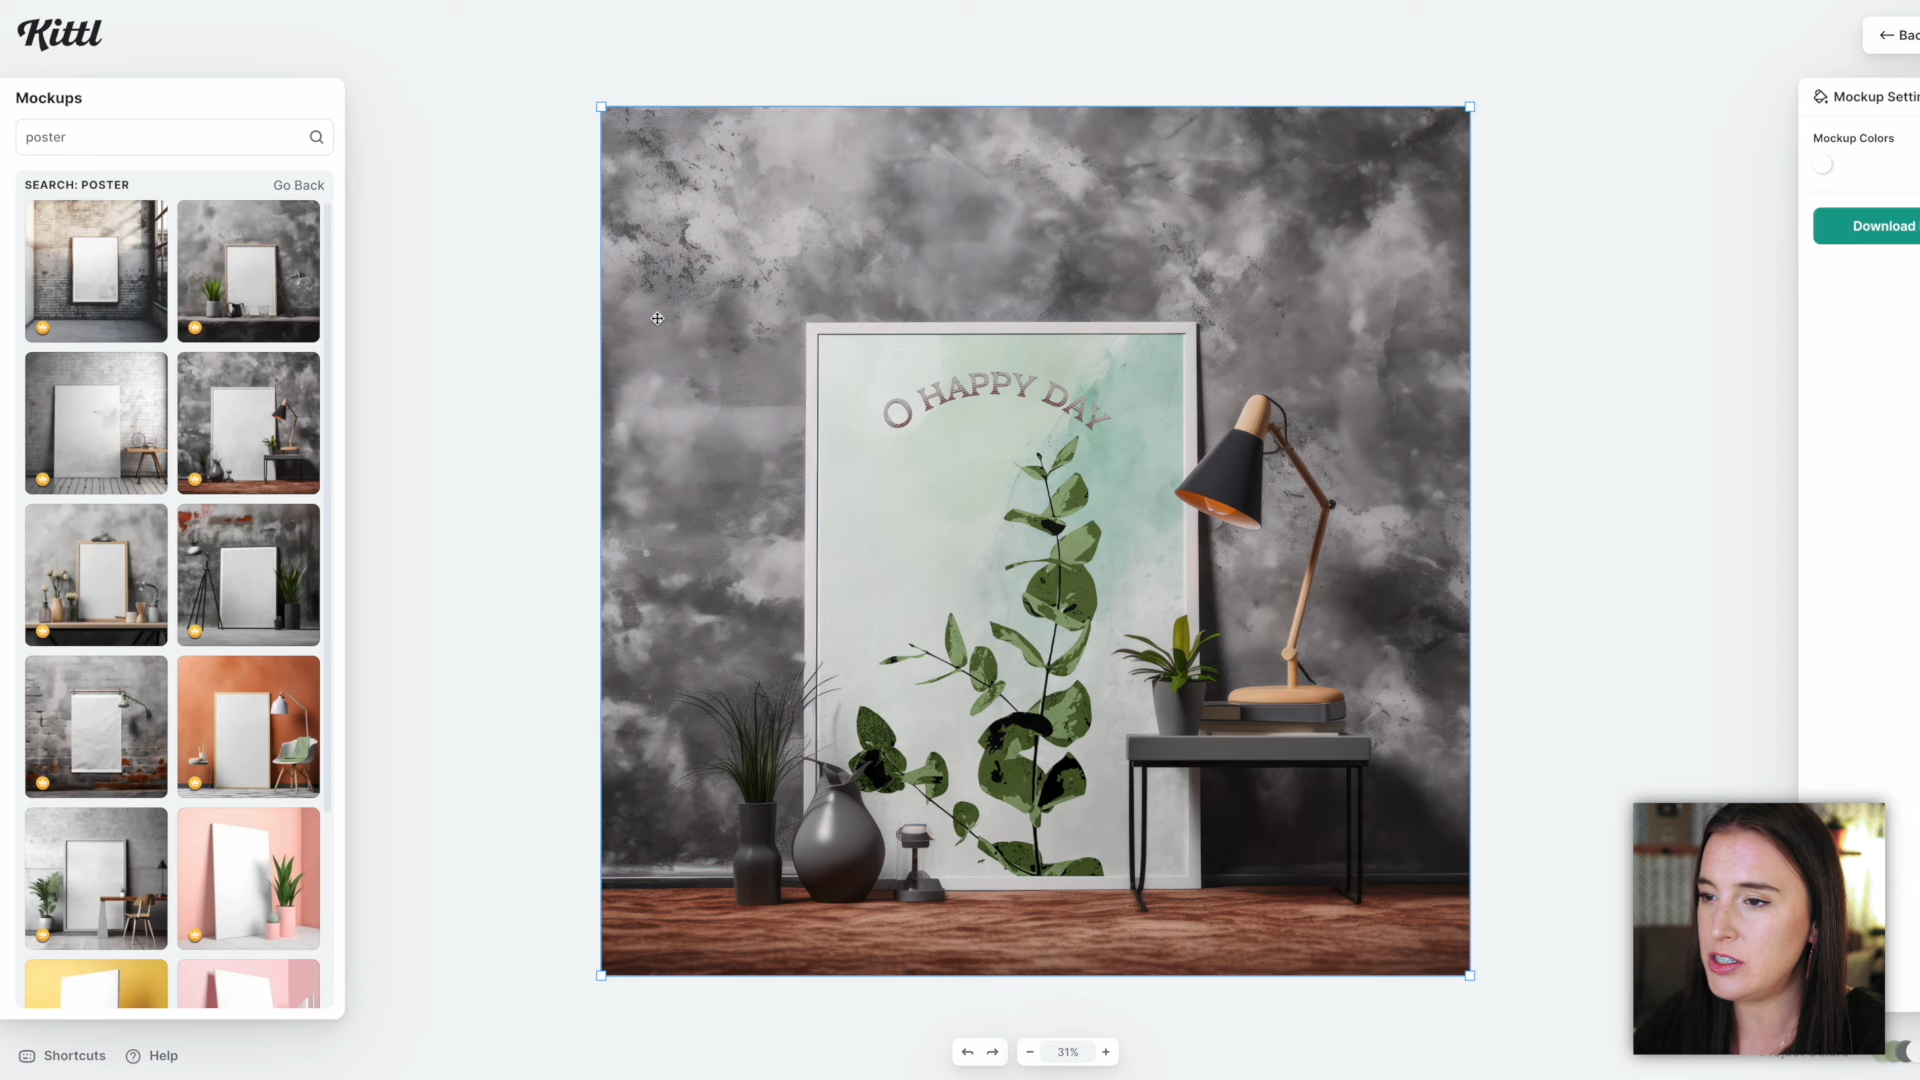 Kittl
← Bac
Mockups
poster
SEARCH: POSTER
Go Back
O HAPPY DAY
Mockup Settin
Mockup Colors
Download
Shortcuts
Help
31%